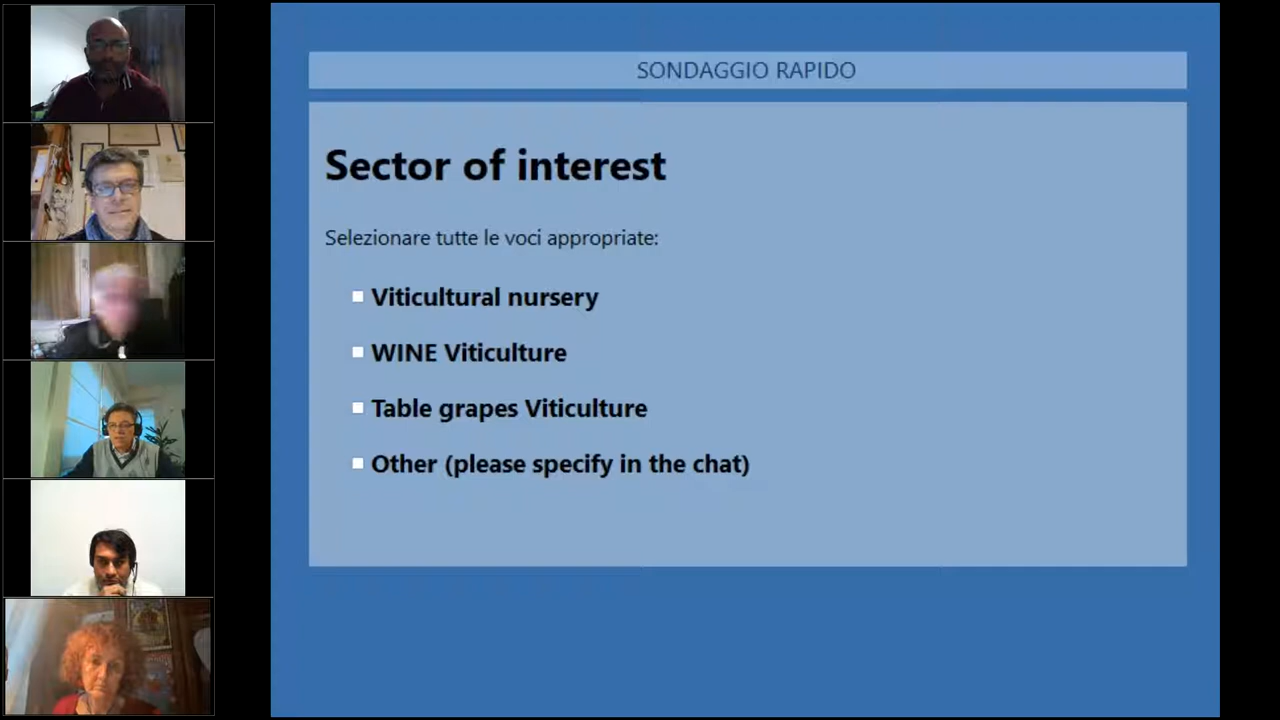 SONDAGGIO RAPIDO
Sector of interest
Selezionare tutte le voci appropriate:
Viticultural nursery
WINE Viticulture
Table grapes Viticulture
Other (please specify in the chat)